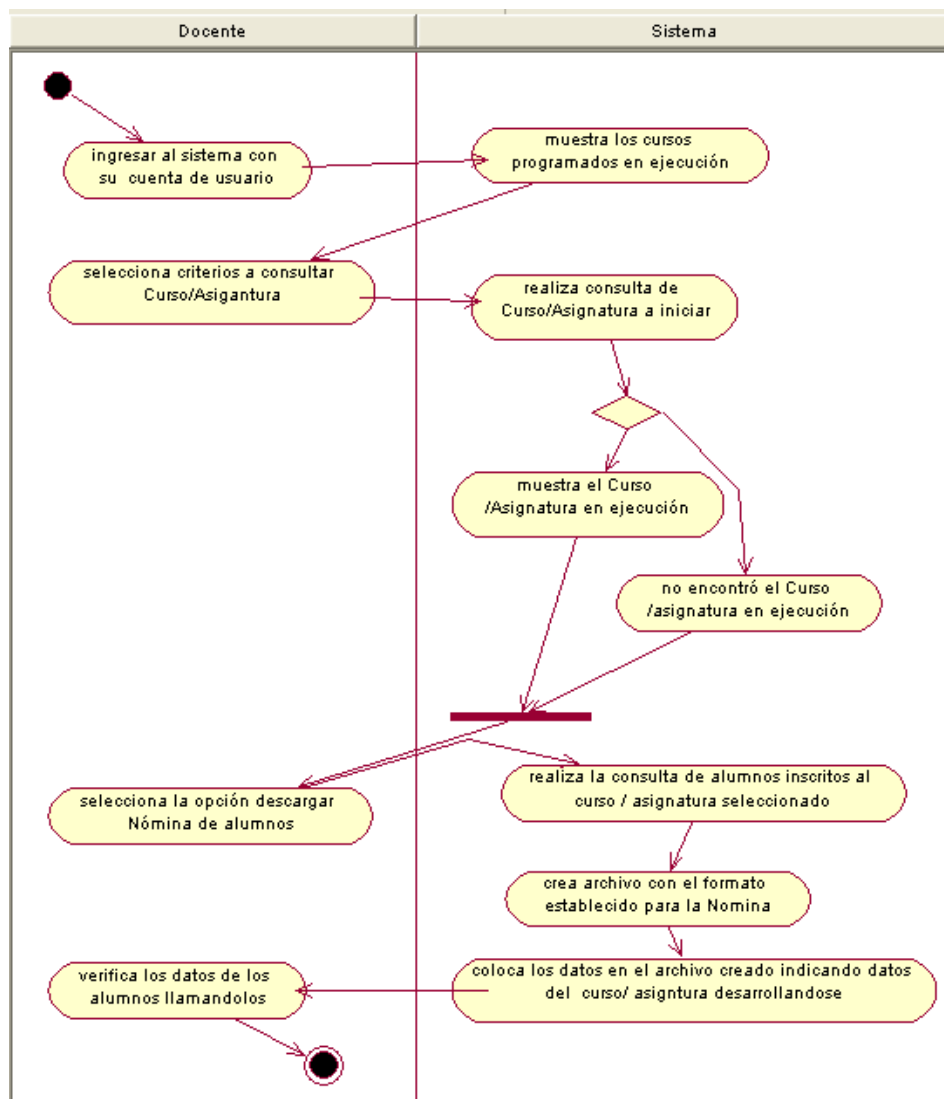 Docente
Sistema
ingresar al sistema con
su cuenta de usuario
muestra los cursos
programados en ejecución
selecciona criterios a consultar
Curso/Asigantura
realiza consulta de
Curso/Asignatura a iniciar
muestra el Curso
/Asignatura en ejecución
no encontró el Curso
/asignatura en ejecución
selecciona la opción descargar
Nómina de alumnos
realiza la consulta de alumnos inscritos al
curso / asignatura seleccionado
crea archivo con el formato
establecido para la Nomina
verifica los datos de los
alumnos llamandolos
coloca los datos en el archivo creado indicando datos
del curso/ asigntura desarrollandose